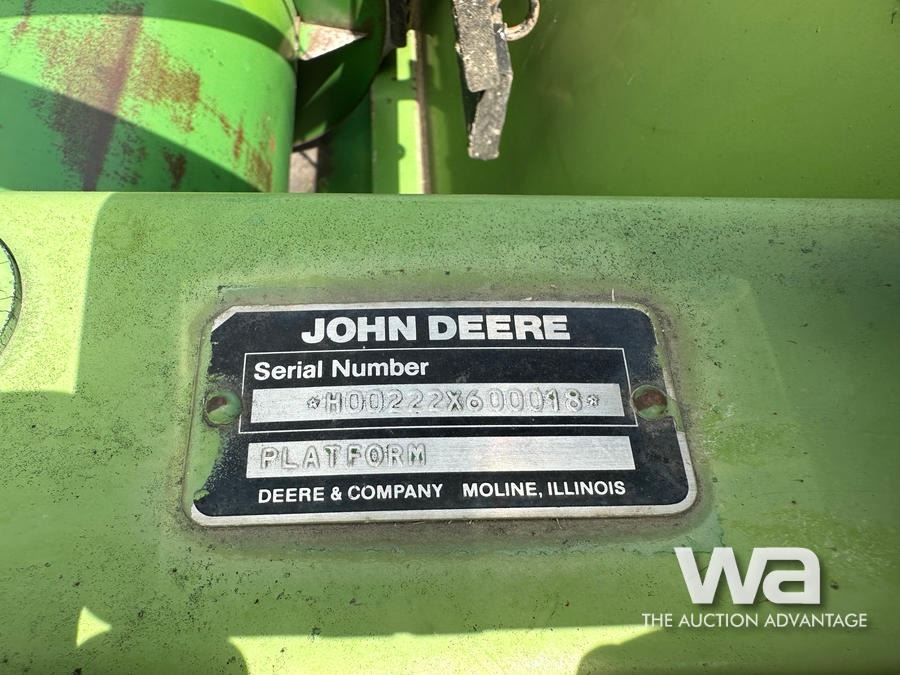 JOHN DEERE
Serial Number
*H00222X600018*
PLATFORM
DEERE & COMPANY MOLINE, ILLINOIS
wa
THE AUCTION ADVANTAGE